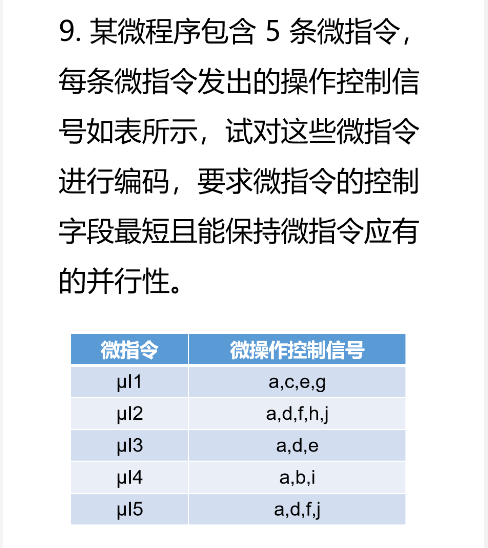 9. 某微程序包含 5 条微指令，
每条微指令发出的操作控制信
号如表所示，试对这些微指令
进行编码，要求微指令的控制
字段最短且能保持微指令应有
的并行性。
微指令 微操作控制信号
μI1 a,c,e,g
μI2 a,d,f,h,j
μI3 a,d,e
μI4 a,b,i
μI5 a,d,f,j